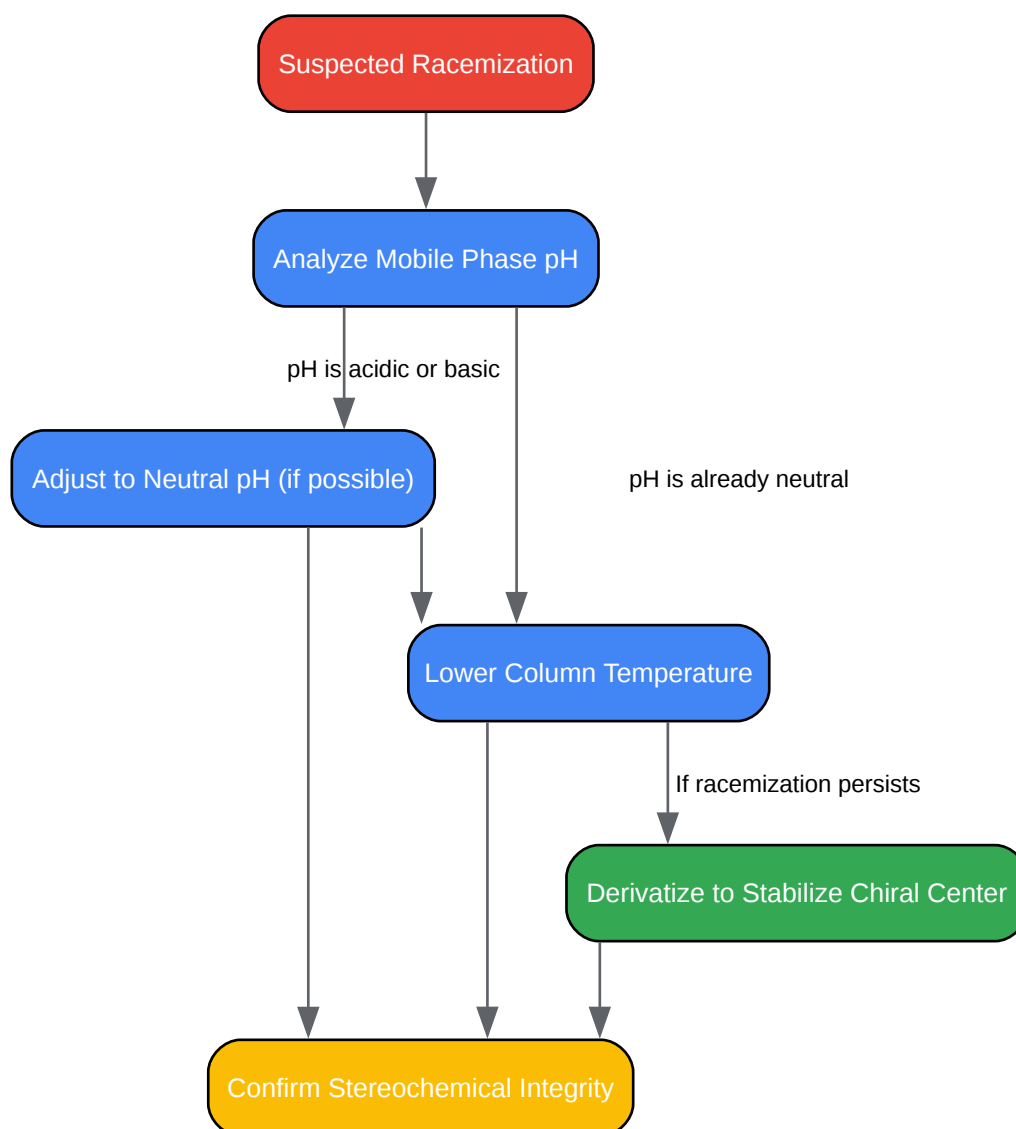 Suspected Racemization
Analyze Mobile Phase pH
pH is acidic or basic
Adjust to Neutral pH (if possible)
pH is already neutral
Lower Column Temperature
If racemization persists
Derivatize to Stabilize Chiral Center
Confirm Stereochemical Integrity